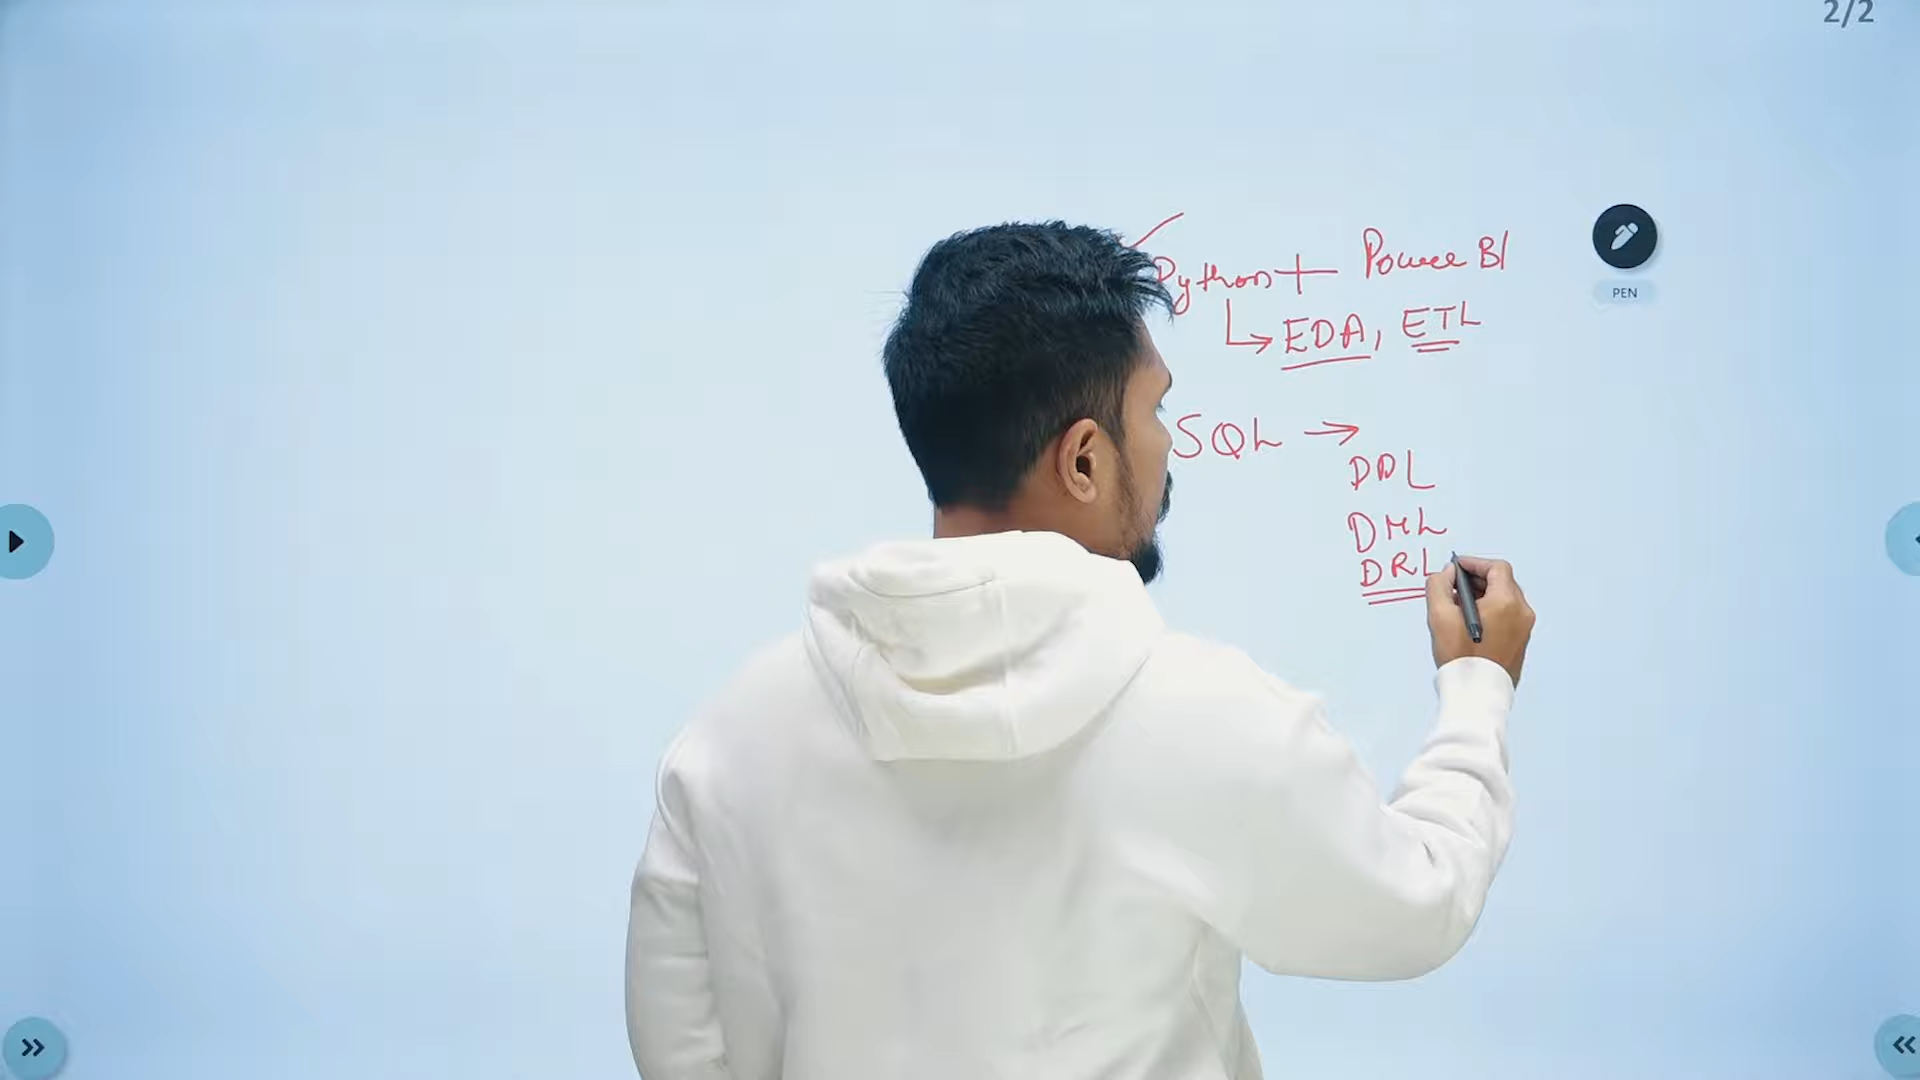 2/2
Python + Power BI
PEN
EDA, ETL
SQL →
DDL
DML
DRL